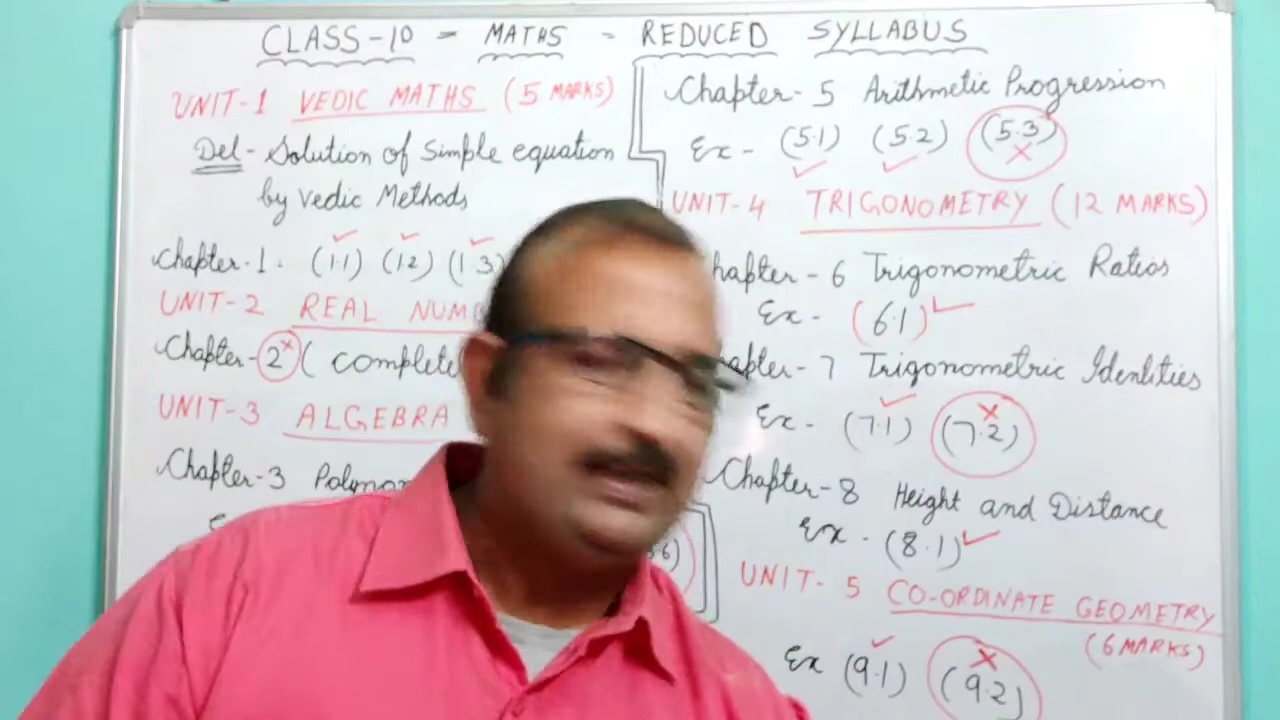 CLASS-10 = MATHS - REDUCED SYLLABUS
UNIT-1 VEDIC MATHS (5 MARKS)
Del - Solution of Simple equation
by Vedic Methods
Chapter-1. (1.1) (1.2) (1.3)
UNIT-2 REAL
Chapter-2 × (complete
UNIT-3 ALGEBRA
Chapter-3
Chapter-5 Arithmetic Progression
Ex - (5.1) (5.2) (5.3) ×
UNIT-4 TRIGONOMETRY (12 MARKS)
6 Trigonometric Ratios
Ex - (6.1)
7 Trigonometric Identities
Ex - (7.1) (7.2) ×
Chapter-8 Height and Distance
Ex - (8.1)
UNIT-5 CO-ORDINATE GEOMETRY
(6 MARKS)
Ex (9.1) (9.2) ×